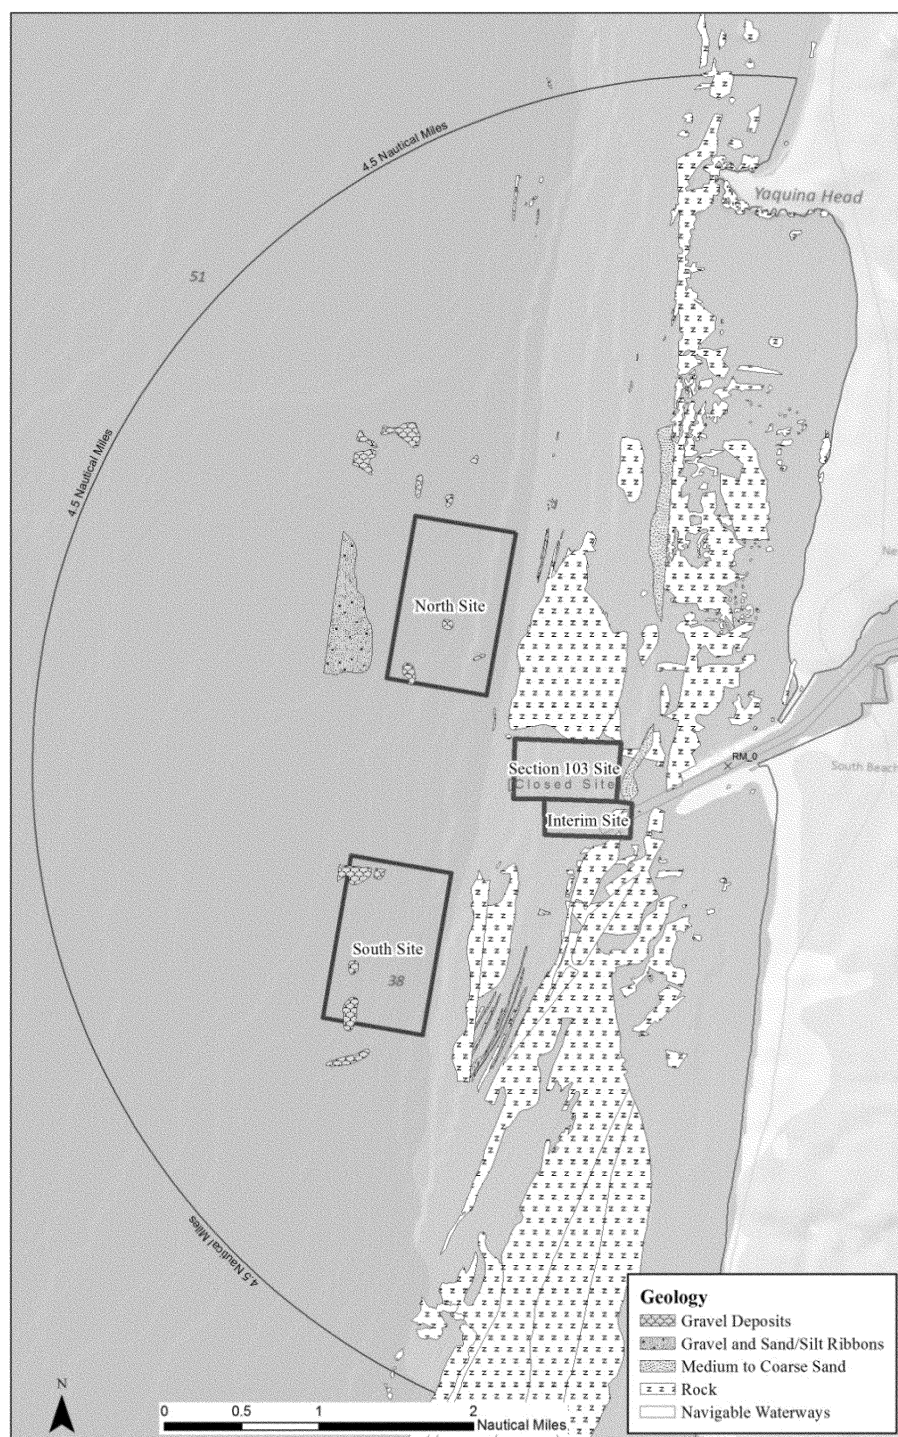 4.5 Nautical Miles
Yaquina Head
51
4.5 Nautical Miles
Ne
North Site
RM_0
South Beach
Section 103 Site
Closed Site
Interim Site
South Site
38
4.5 Nautical Miles
Geology
Gravel Deposits
Gravel and Sand/Silt Ribbons
Medium to Coarse Sand
Rock
Navigable Waterways
N
0 0.5 1 2
Nautical Miles